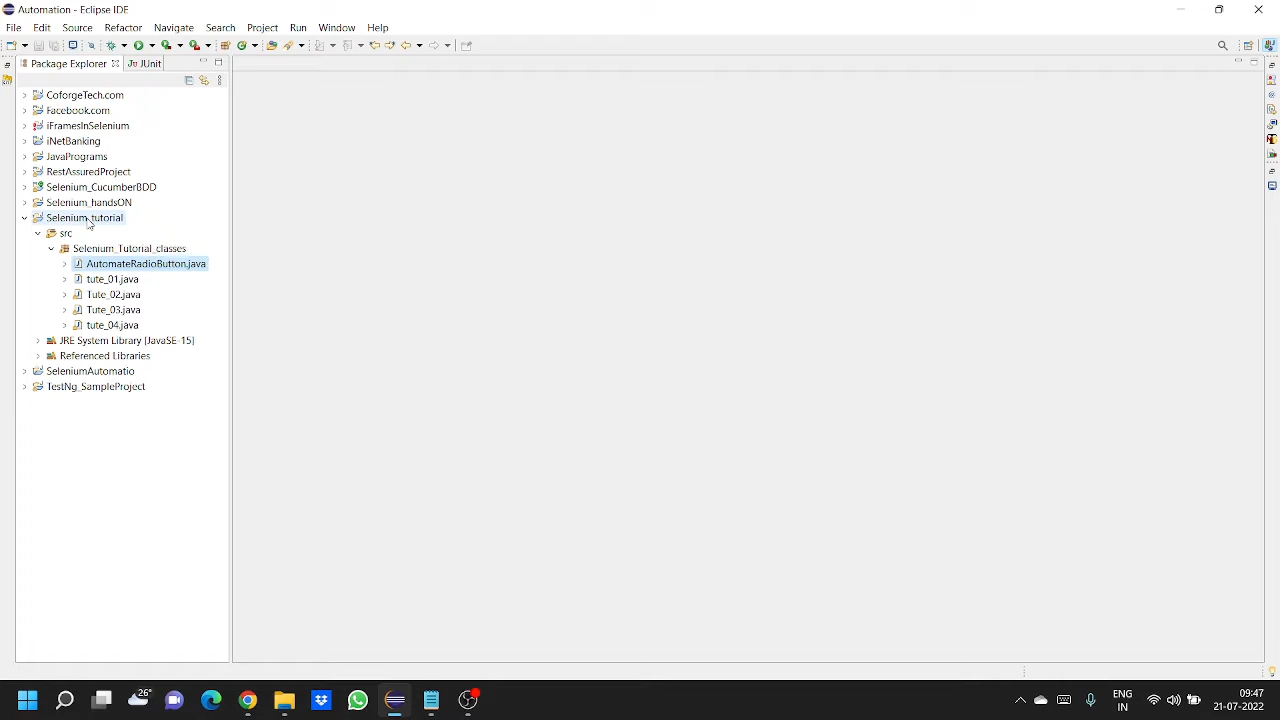 Automation - Eclipse IDE
File Edit Source Refactor Navigate Search Project Run Window Help
Package Explorer JUnit
CoforgeTech.com
Facebook.com
iFramesInSelenium
iNetBanking
JavaPrograms
RestAssuredProject
Selenium_CucumberBDD
Selenium_handsON
Selenium_tutorial
src
Selenium_Tutorial_classes
AutomateRadioButton.java
tute_01.java
Tute_02.java
Tute_03.java
tute_04.java
JRE System Library [JavaSE-15]
Referenced Libraries
SeleniumAutomatio
TestNg_SampleProject
26°
ENG
IN
09:47
21-07-2022